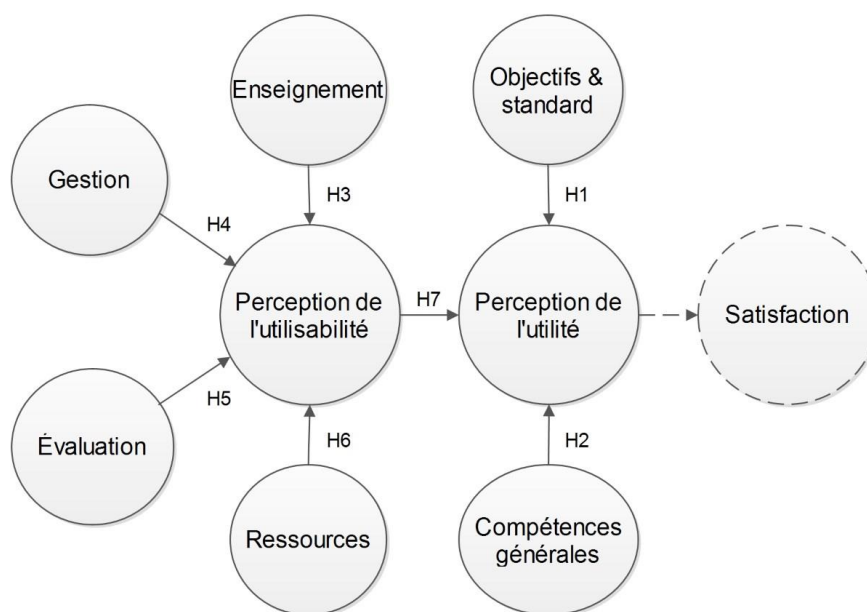 Enseignement
Objectifs &
standard
Gestion
H4
H3
H1
Perception de
l'utilisabilité
H7
Perception de
l'utilité
Satisfaction
Évaluation
H5
H6
H2
Ressources
Compétences
générales